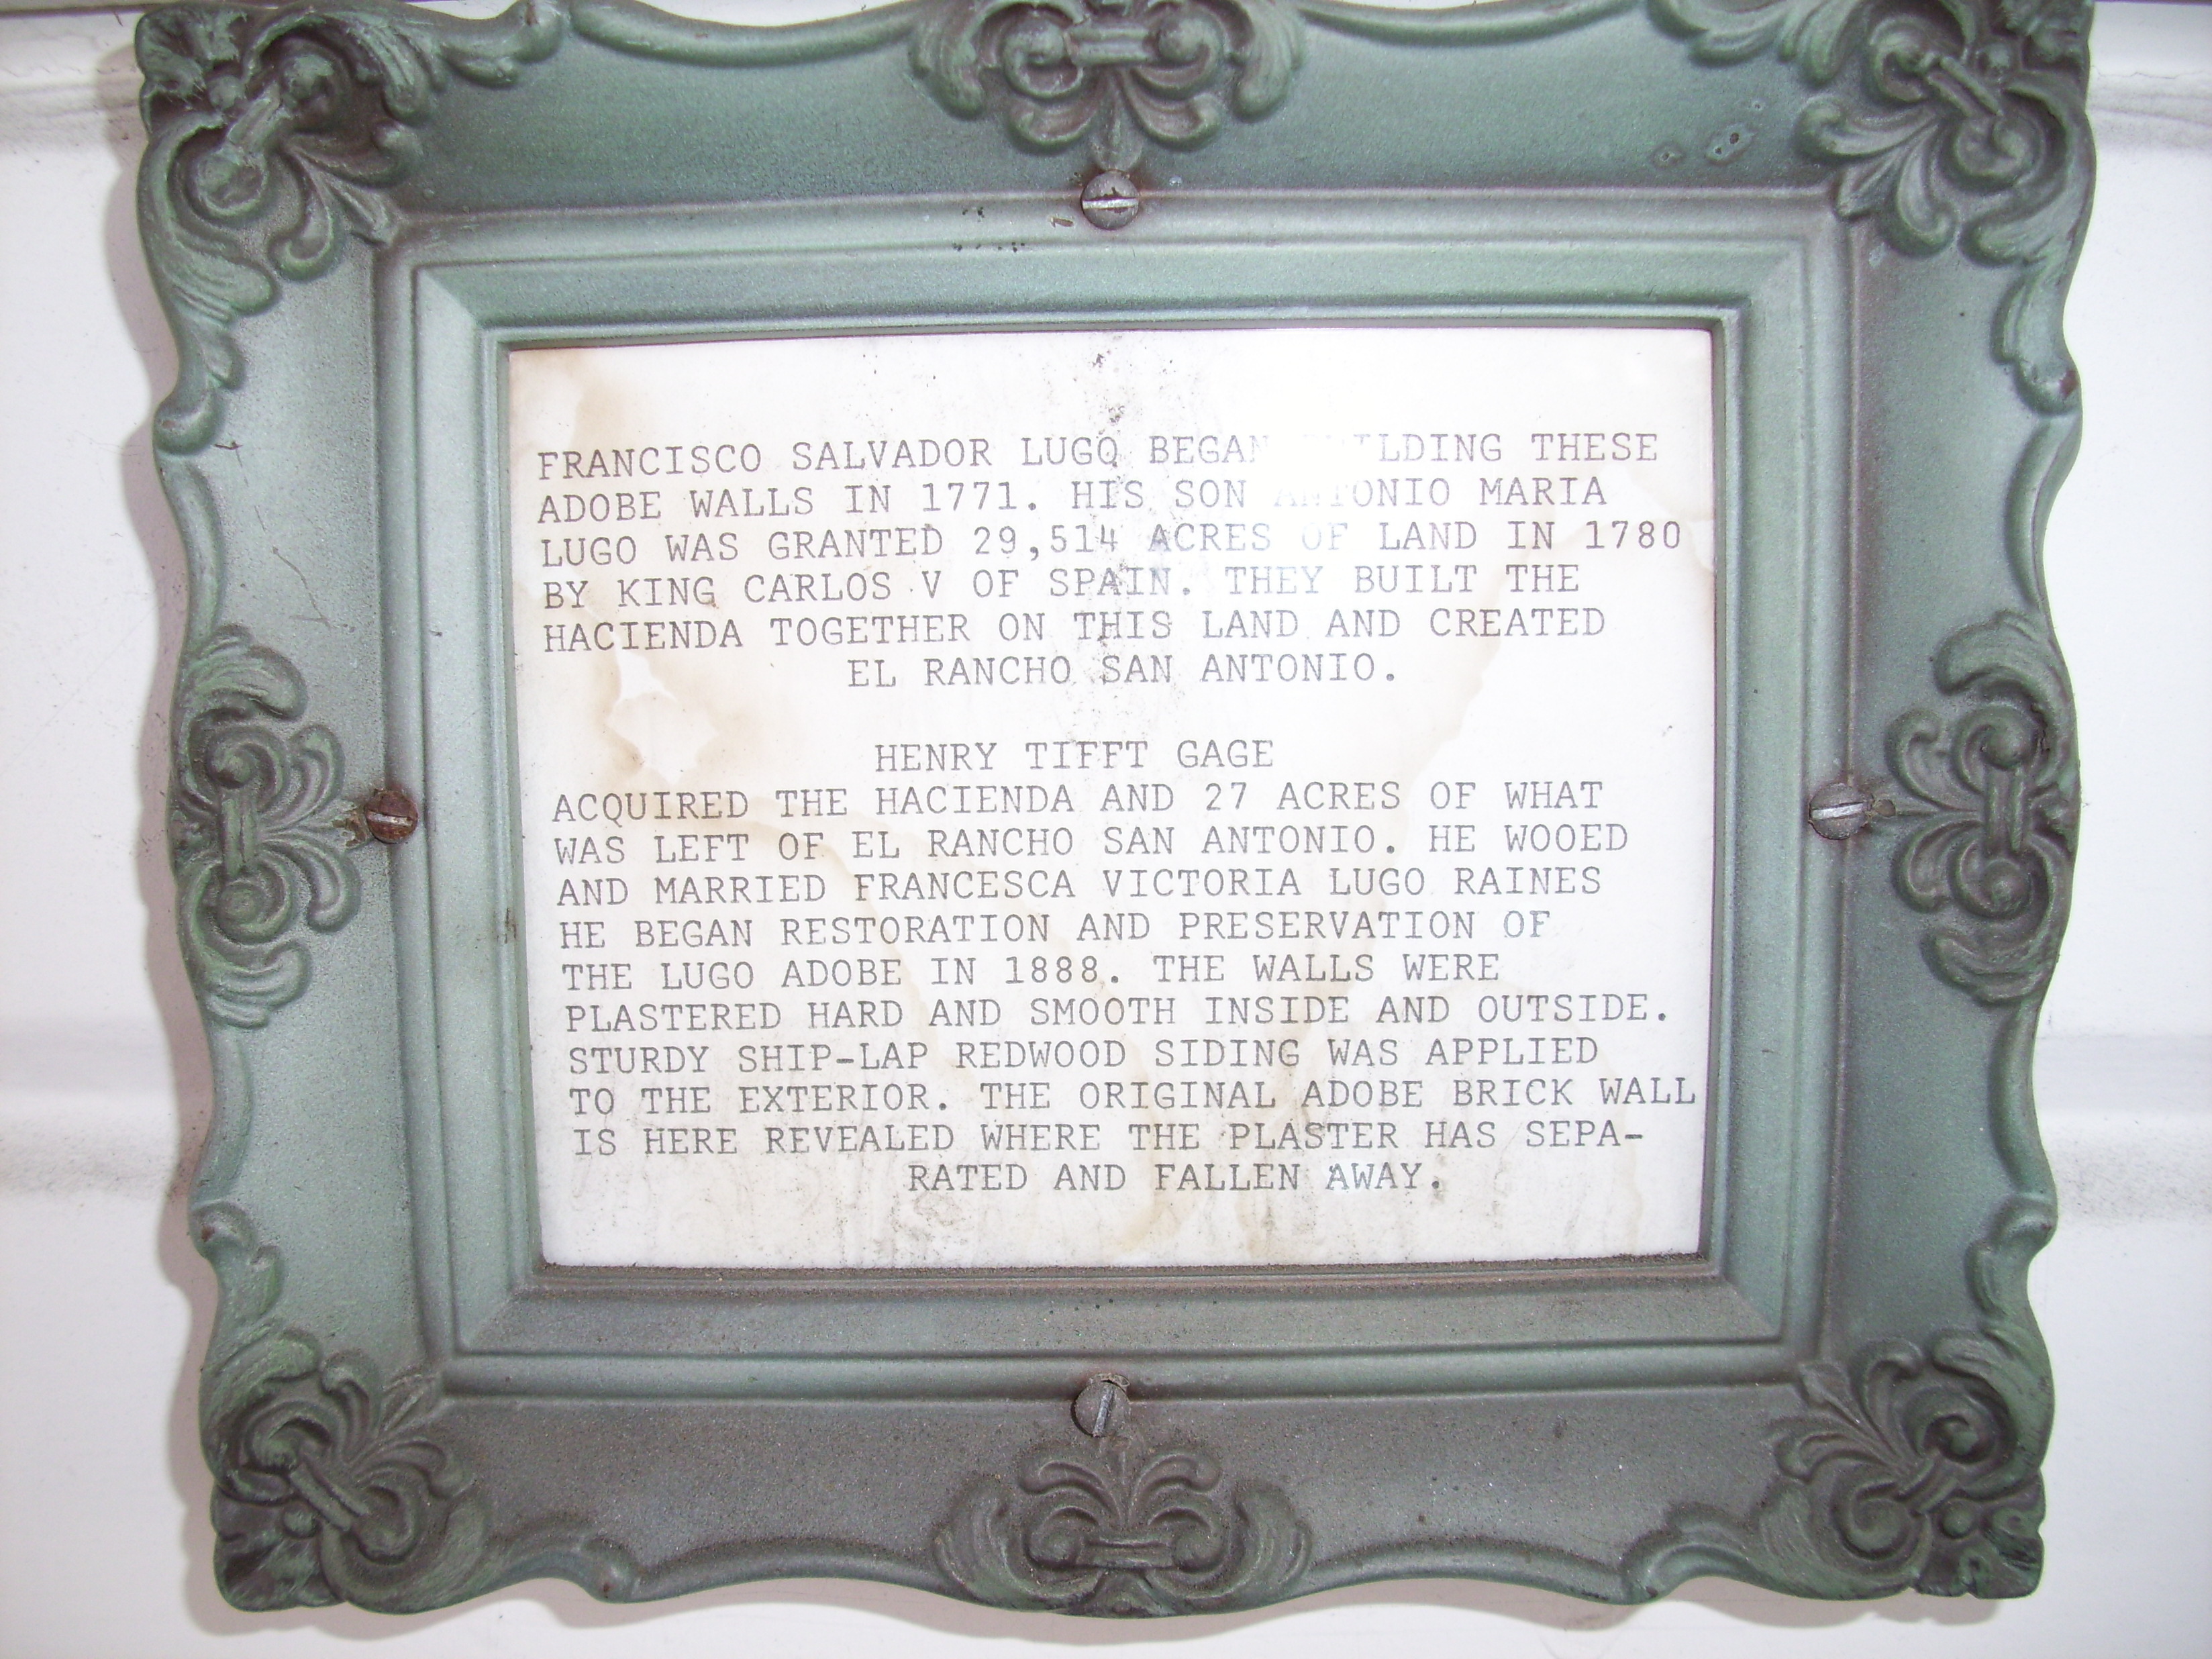 FRANCISCO SALVADOR LUGO BEGAN BUILDING THESE
ADOBE WALLS IN 1771. HIS SON ANTONIO MARIA
LUGO WAS GRANTED 29,514 ACRES OF LAND IN 1780
BY KING CARLOS V OF SPAIN. THEY BUILT THE
HACIENDA TOGETHER ON THIS LAND AND CREATED
EL RANCHO SAN ANTONIO.
HENRY TIFFT GAGE
ACQUIRED THE HACIENDA AND 27 ACRES OF WHAT
WAS LEFT OF EL RANCHO SAN ANTONIO. HE WOOED
AND MARRIED FRANCESCA VICTORIA LUGO RAINES
HE BEGAN RESTORATION AND PRESERVATION OF
THE LUGO ADOBE IN 1888. THE WALLS WERE
PLASTERED HARD AND SMOOTH INSIDE AND OUTSIDE.
STURDY SHIP-LAP REDWOOD SIDING WAS APPLIED
TO THE EXTERIOR. THE ORIGINAL ADOBE BRICK WALL
IS HERE REVEALED WHERE THE PLASTER HAS SEPA-
RATED AND FALLEN AWAY.